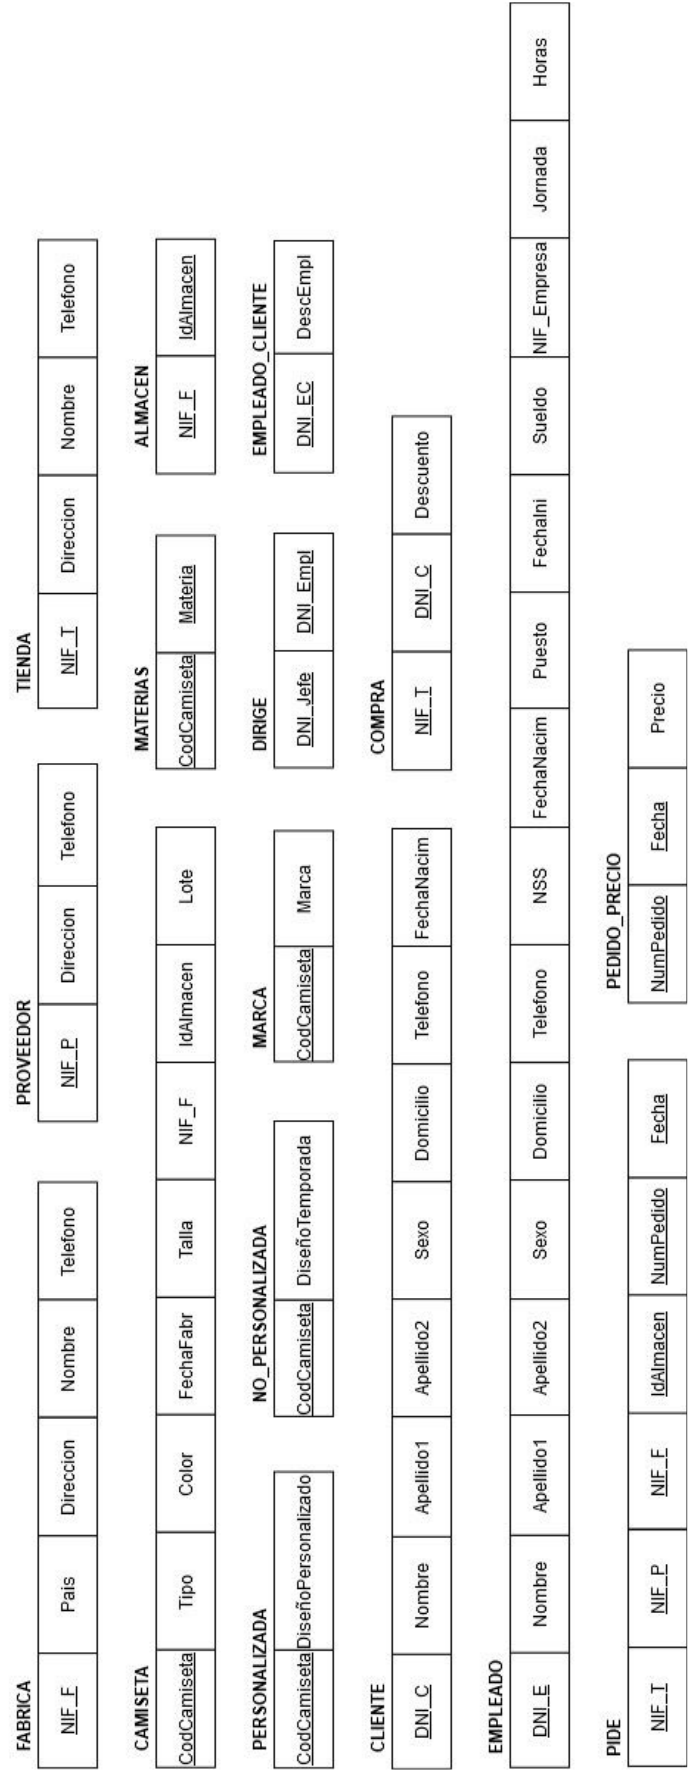 FABRICA PROVEEDOR TIENDA
NIF_F Pais Direccion Nombre Telefono NIF_P Direccion Telefono NIF_T Direccion Nombre Telefono
CAMISETA MATERIAS ALMACEN
CodCamiseta Tipo Color FechaFabr Talla NIF_F IdAlmacen Lote CodCamiseta Materia NIF_F IdAlmacen
PERSONALIZADA NO_PERSONALIZADA MARCA DIRIGE EMPLEADO_CLIENTE
CodCamiseta DiseñoPersonalizado CodCamiseta DiseñoTemporada CodCamiseta Marca DNI_Jefe DNI_Empl DNI_EC DescEmpl
CLIENTE COMPRA
DNI_C Nombre Apellido1 Apellido2 Sexo Domicilio Telefono FechaNacim NIF_T DNI_C Descuento
EMPLEADO
DNI_E Nombre Apellido1 Apellido2 Sexo Domicilio Telefono NSS FechaNacim Puesto FechaIni Sueldo NIF_Empresa Jornada Horas
PIDE PEDIDO_PRECIO
NIF_T NIF_P NIF_F IdAlmacen NumPedido Fecha NumPedido Fecha Precio